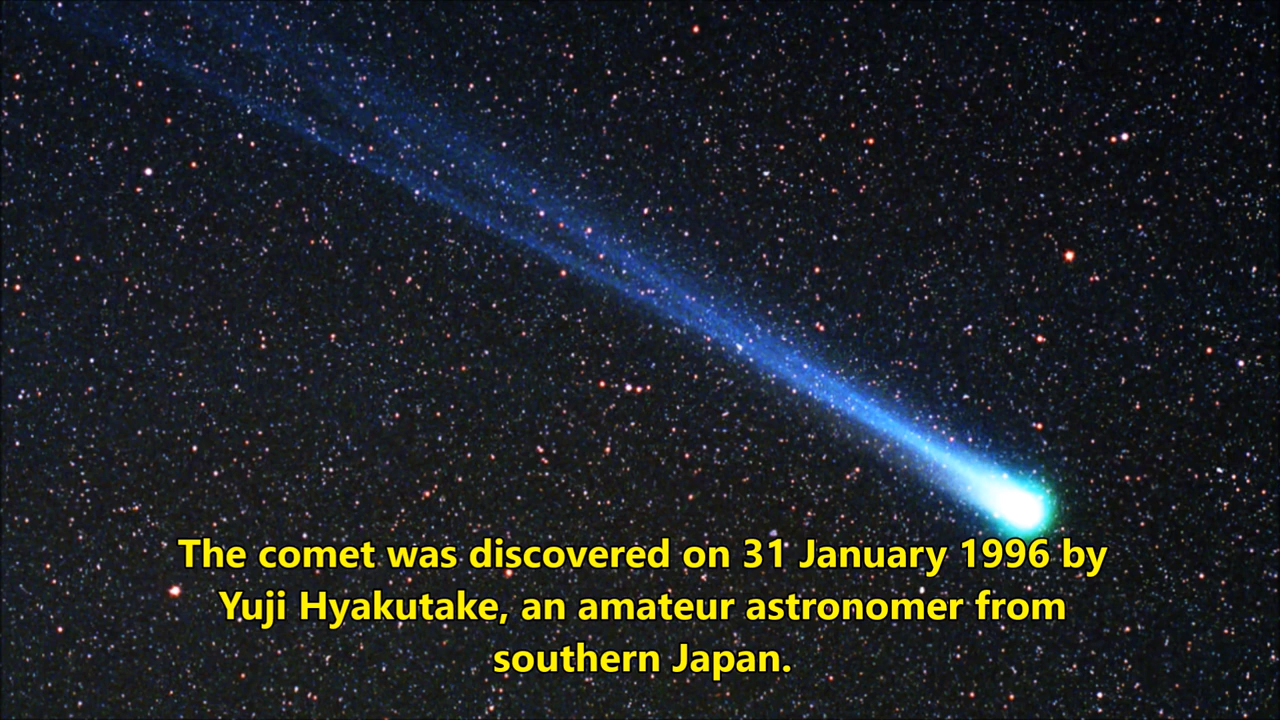 The comet was discovered on 31 January 1996 by
Yuji Hyakutake, an amateur astronomer from
southern Japan.